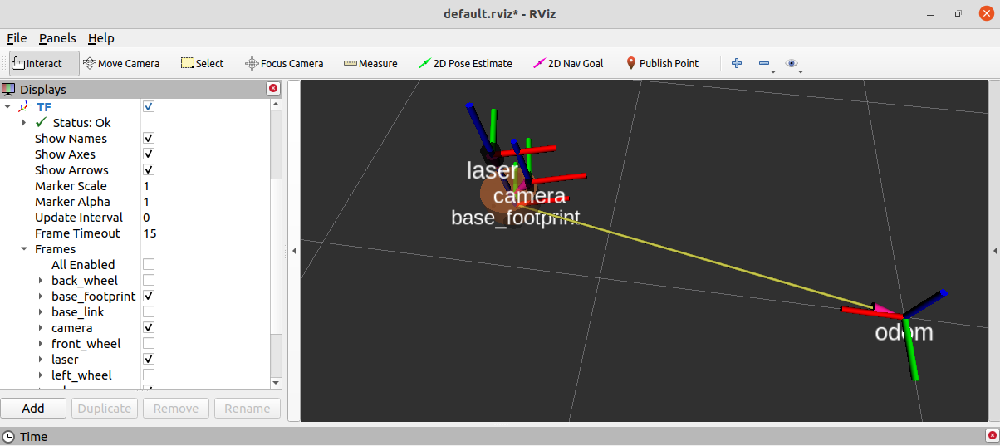 default.rviz* - RViz
File Panels Help
Interact Move Camera Select Focus Camera Measure 2D Pose Estimate 2D Nav Goal Publish Point
Displays
TF
Status: Ok
Show Names
Show Axes
Show Arrows
Marker Scale 1
Marker Alpha 1
Update Interval 0
Frame Timeout 15
Frames
All Enabled
back_wheel
base_footprint
base_link
camera
front_wheel
laser
left_wheel
Add Duplicate Remove Rename
laser
camera
base_footprint
odom
Time